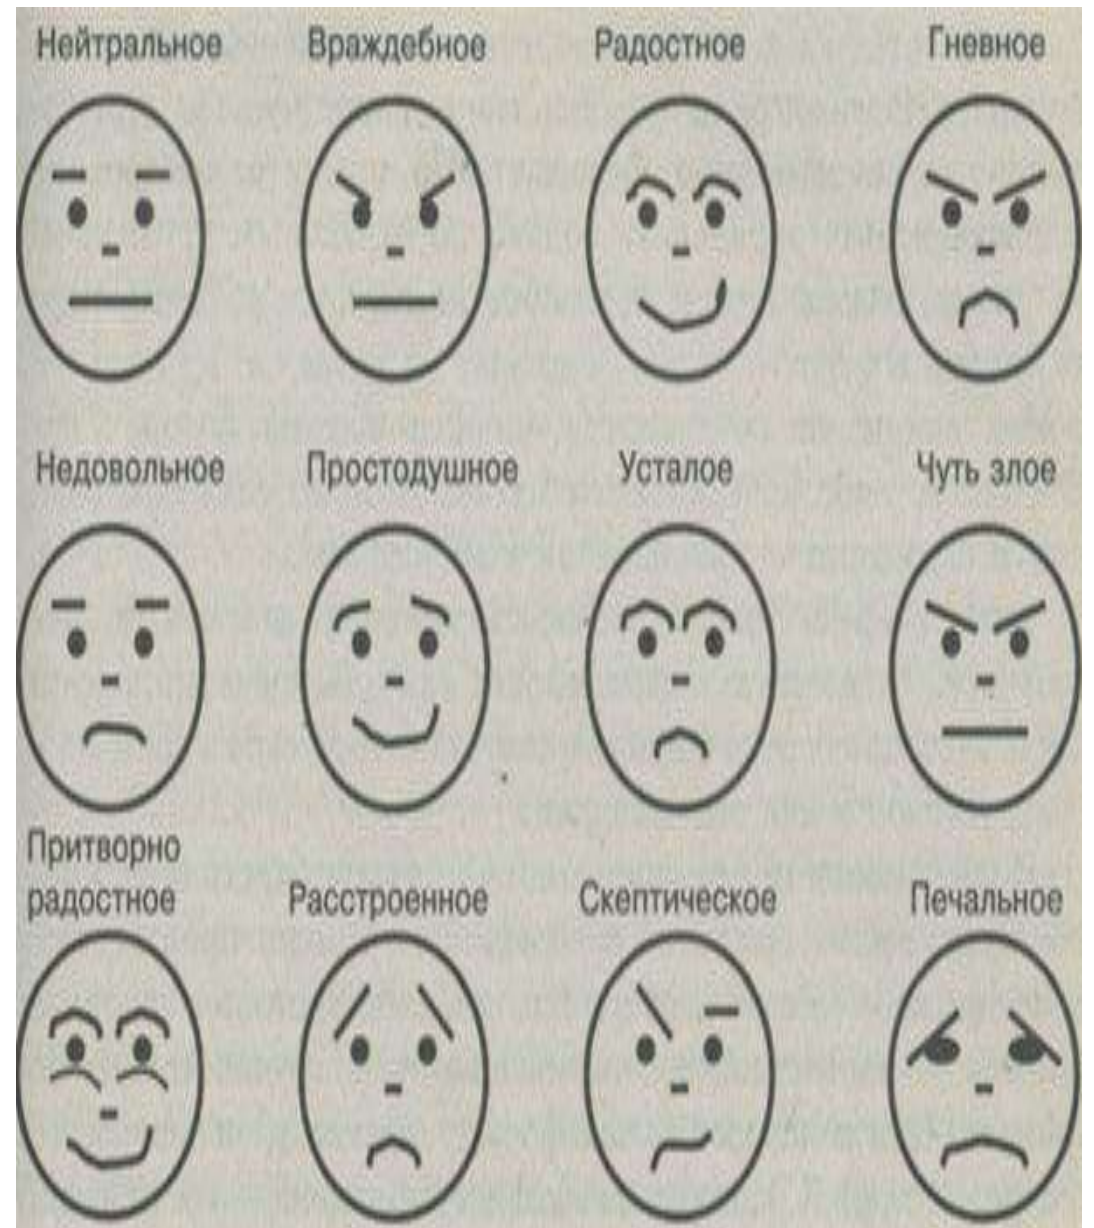 Нейтральное Враждебное Радостное Гневное
Недовольное Простодушное Усталое Чуть злое
Притворно
радостное Расстроенное Скептическое Печальное